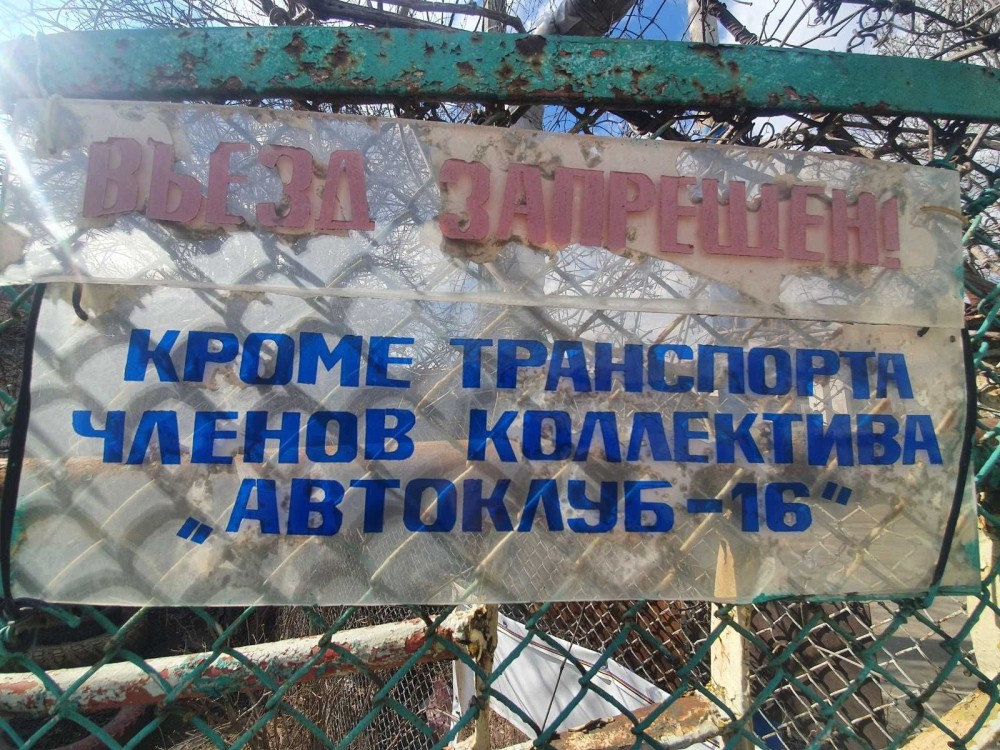 ВЪЕЗД ЗАПРЕЩЕН!
КРОМЕ ТРАНСПОРТА
ЧЛЕНОВ КОЛЛЕКТИВА
„АВТОКЛУБ-16"